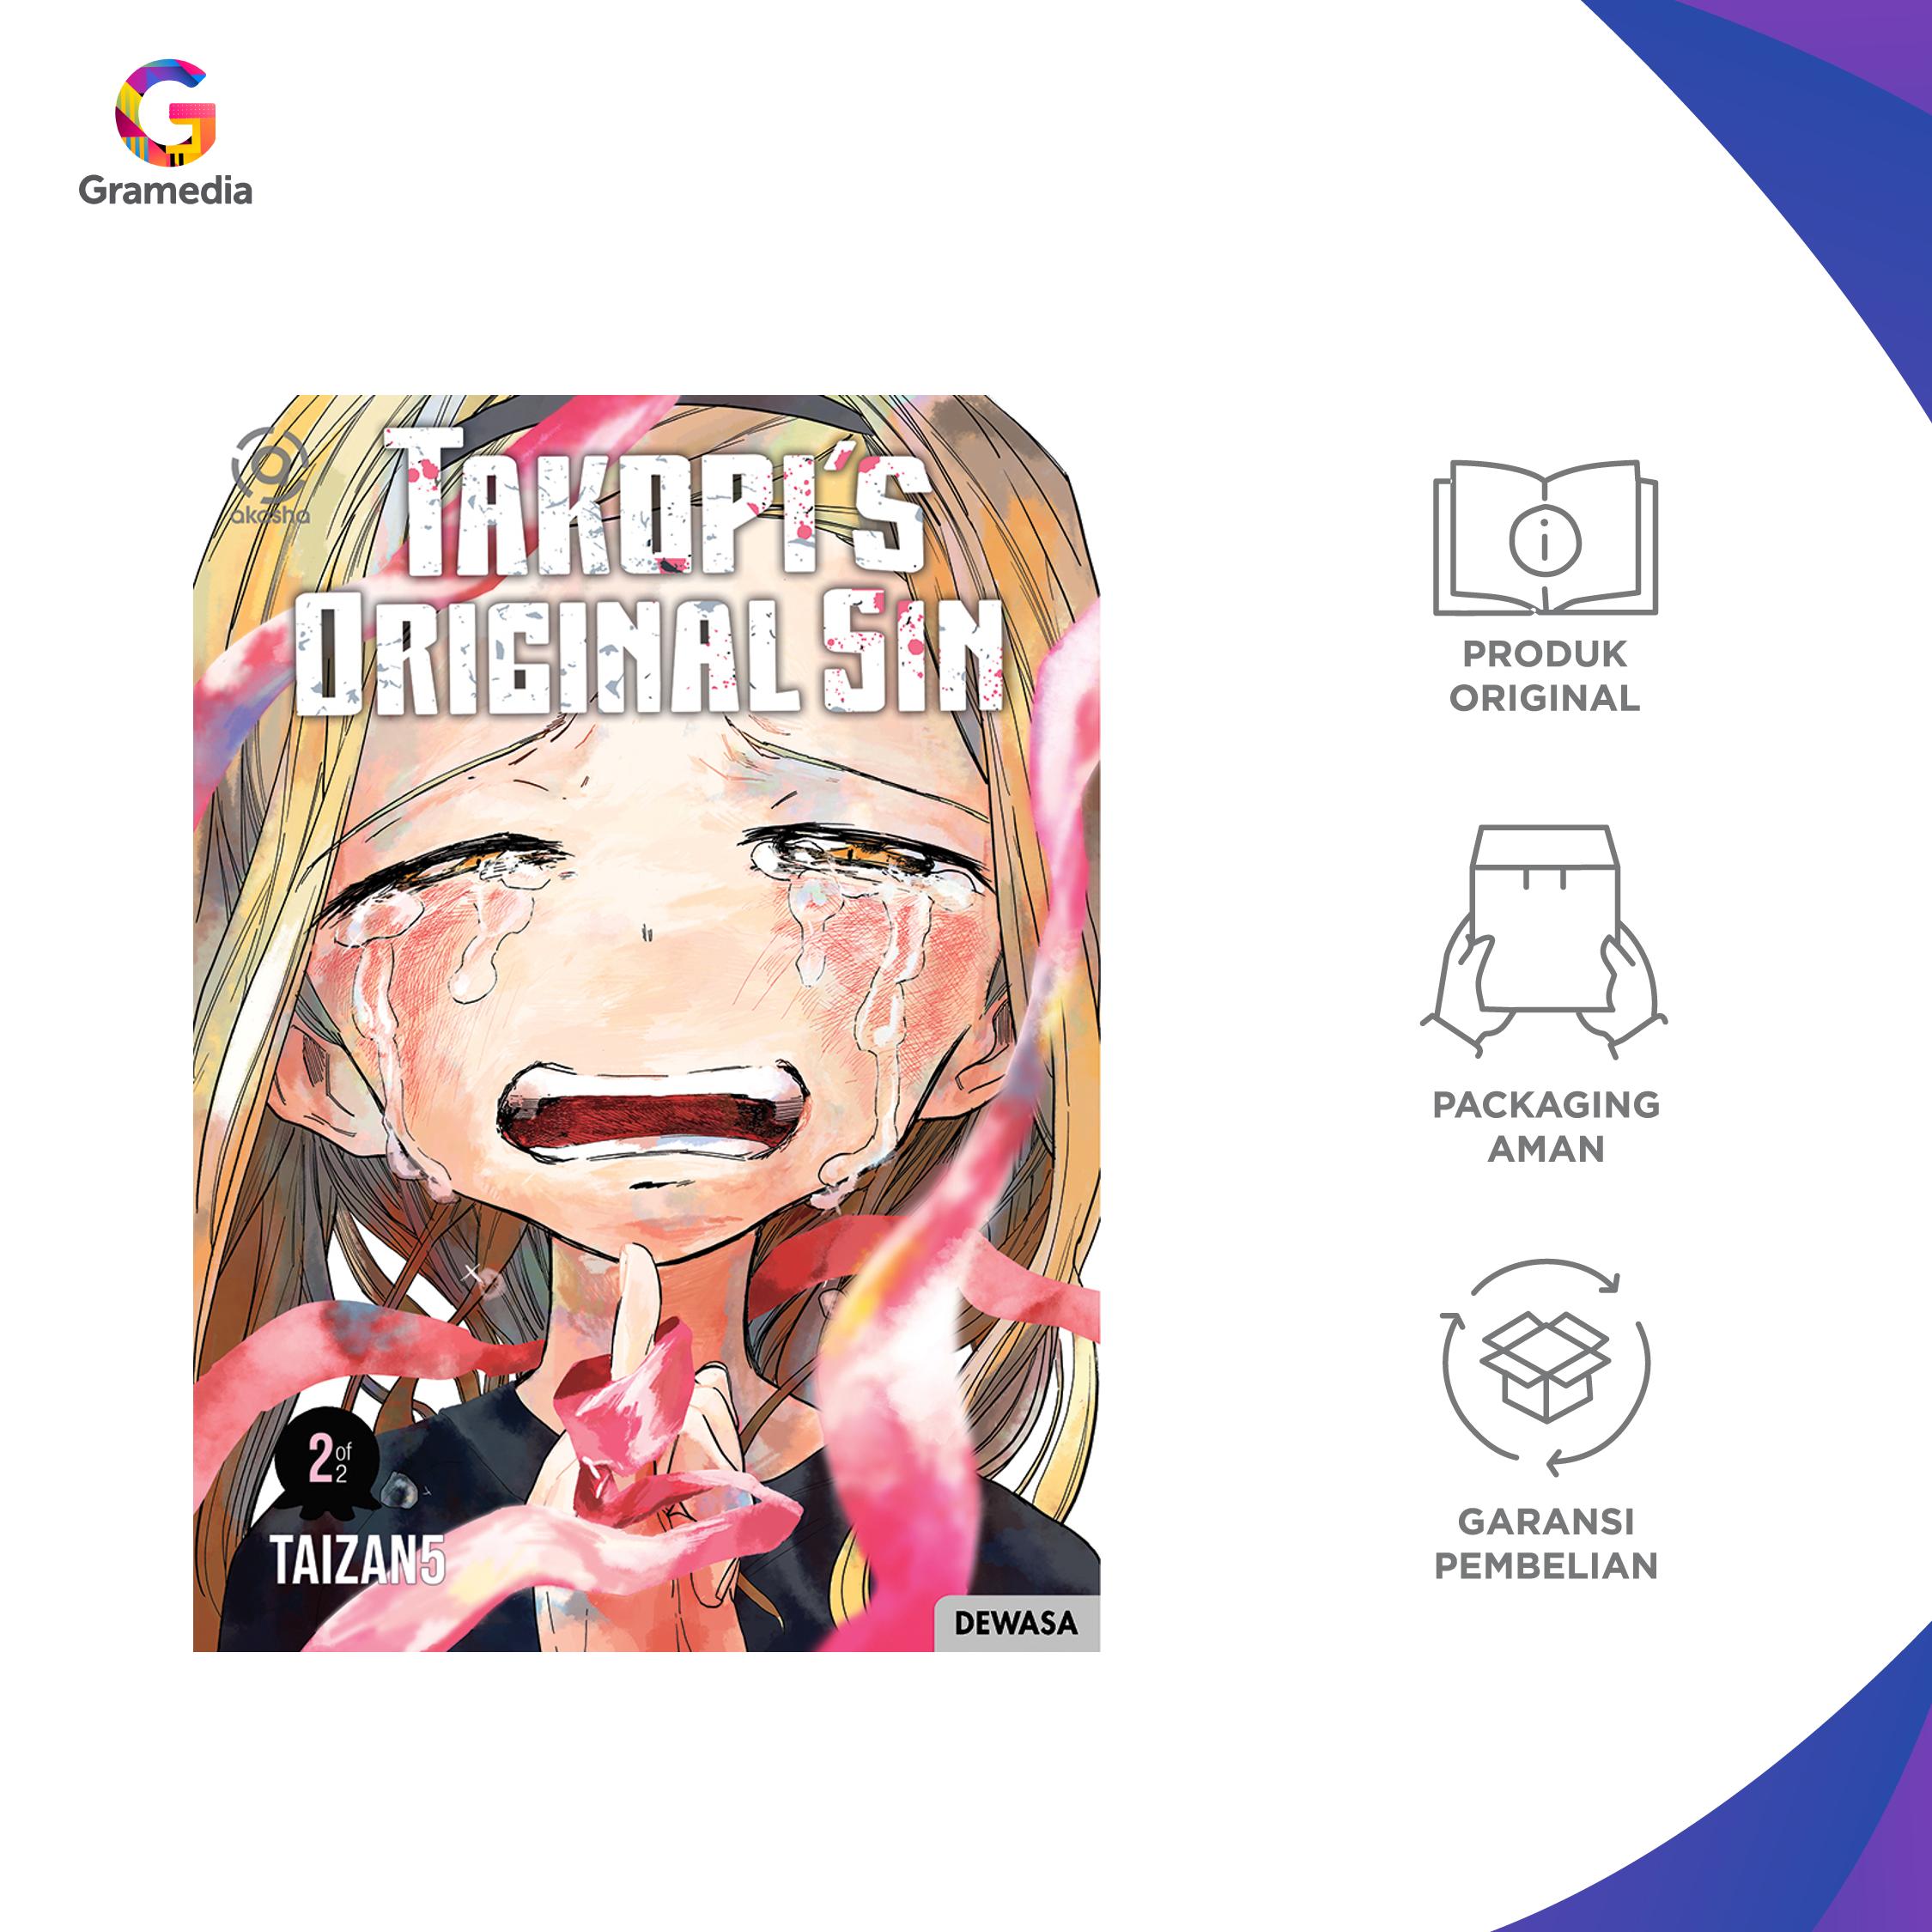 Gramedia
akasha
TAKOPI'S
ORIGINAL SIN
2 of 2
TAIZAN5
DEWASA
PRODUK
ORIGINAL
PACKAGING
AMAN
GARANSI
PEMBELIAN